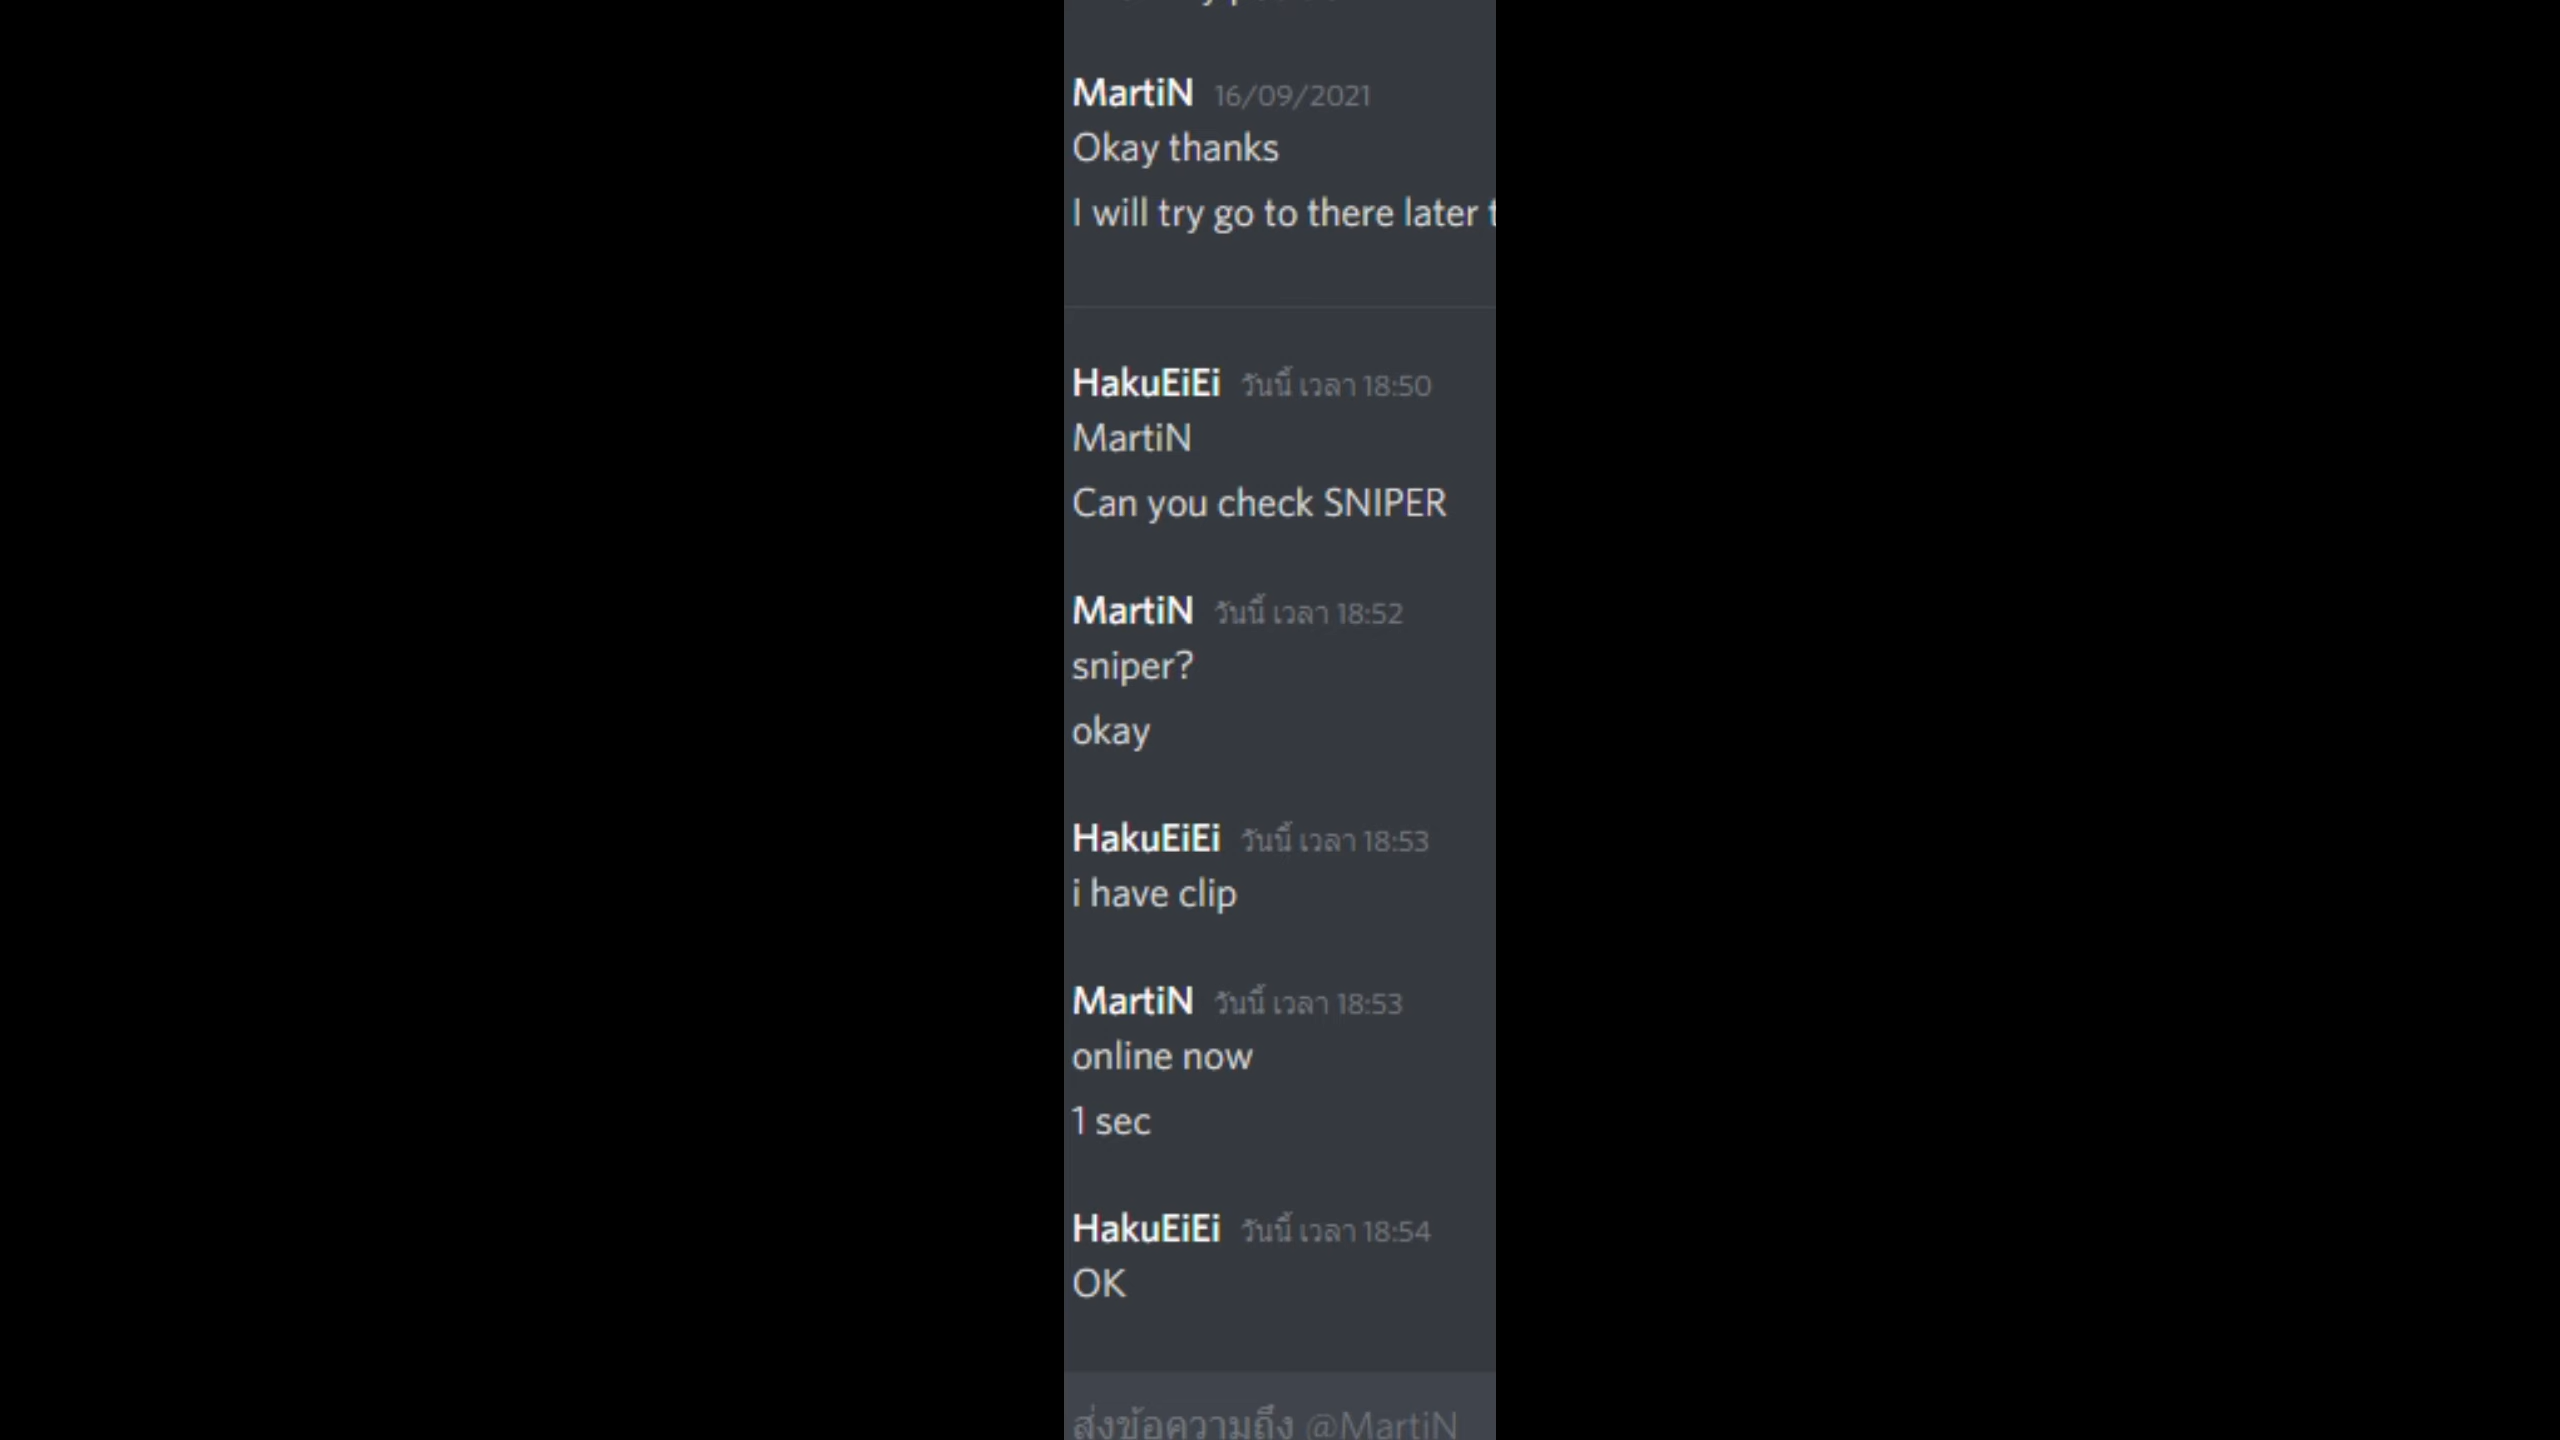 MartiN 16/09/2021
Okay thanks
I will try go to there later
HakuEiEi วันนี้ เวลา 18:50
MartiN
Can you check SNIPER
MartiN วันนี้ เวลา 18:52
sniper?
okay
HakuEiEi วันนี้ เวลา 18:53
i have clip
MartiN วันนี้ เวลา 18:53
online now
1 sec
HakuEiEi วันนี้ เวลา 18:54
OK
ส่งข้อความถึง @MartiN